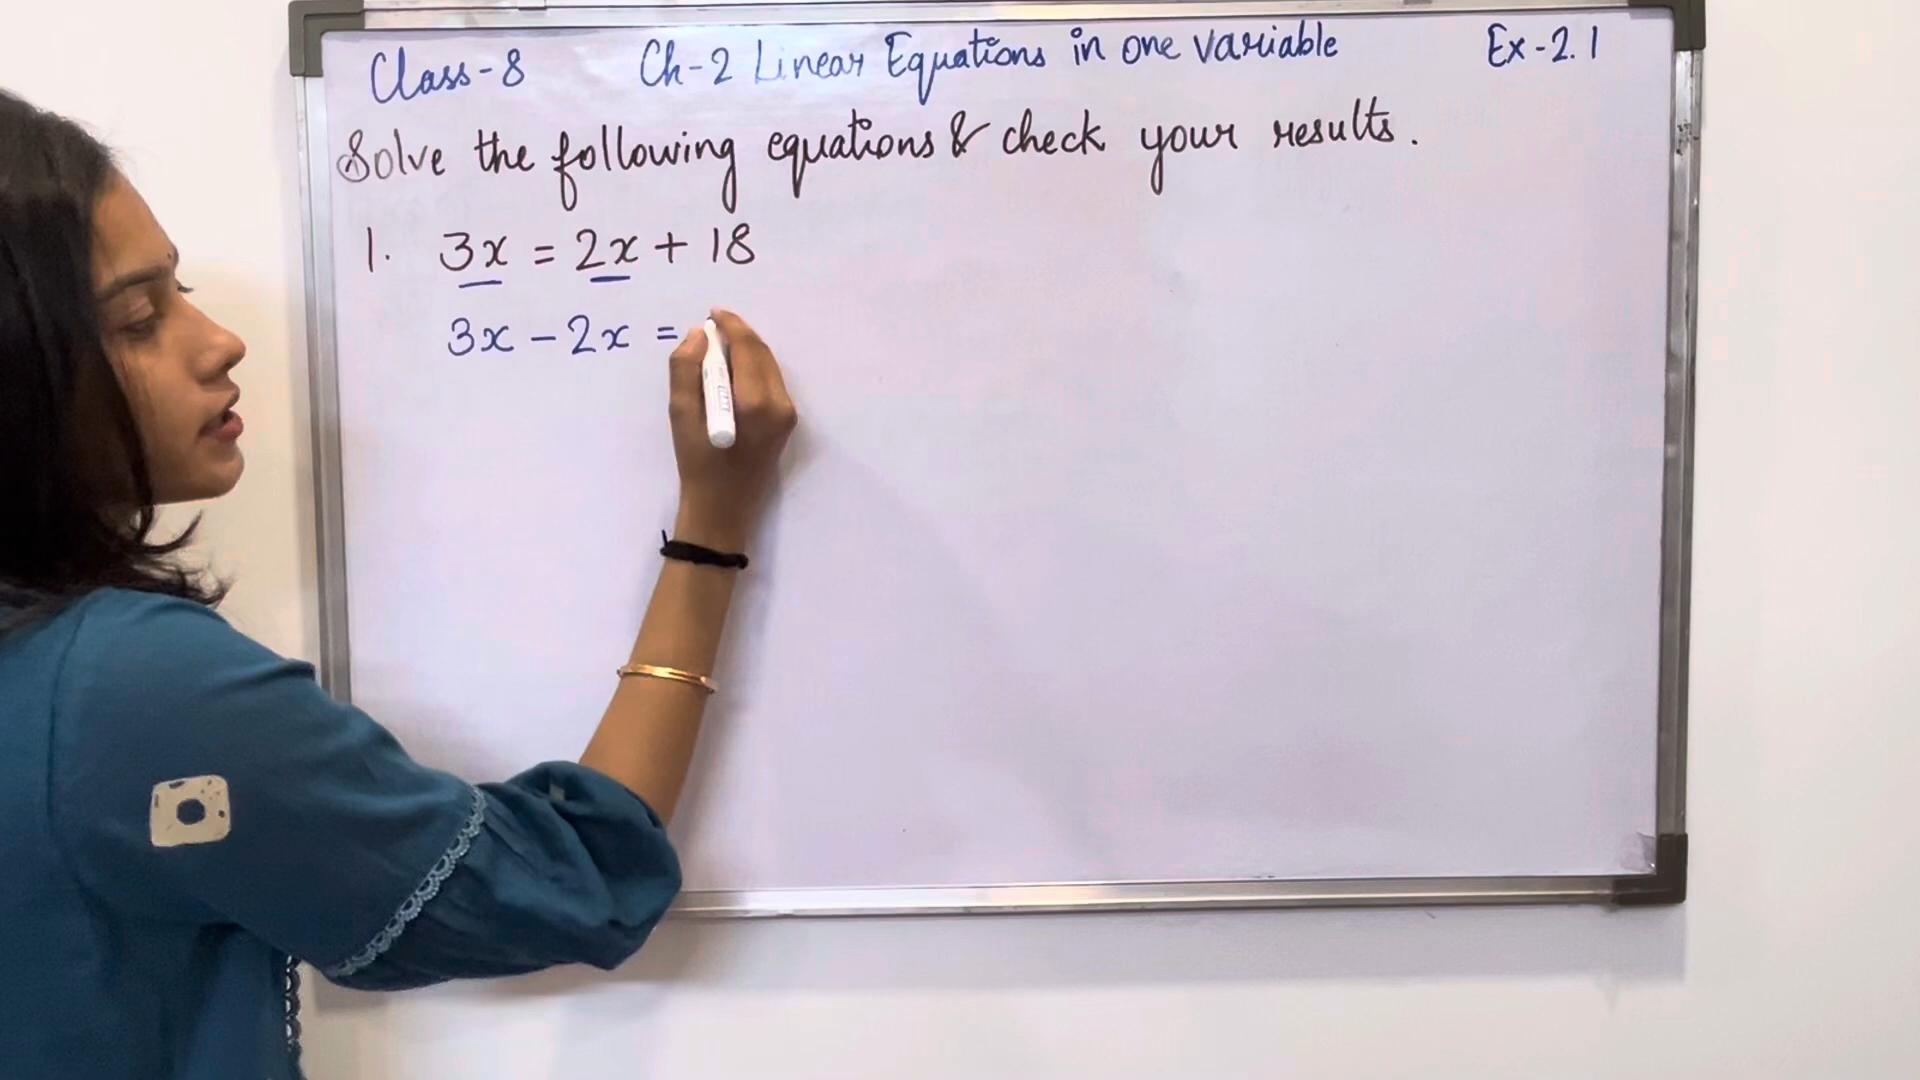 Class-8 Ch-2 Linear Equations in one variable Ex-2.1
Solve the following equations & check your results.
1. 3x = 2x + 18
3x - 2x =